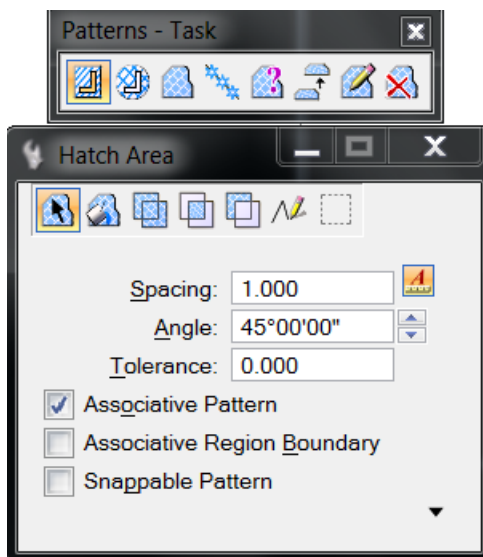 Patterns - Task
Hatch Area
Spacing: 1.000
Angle: 45°00'00"
Tolerance: 0.000
Associative Pattern
Associative Region Boundary
Snappable Pattern